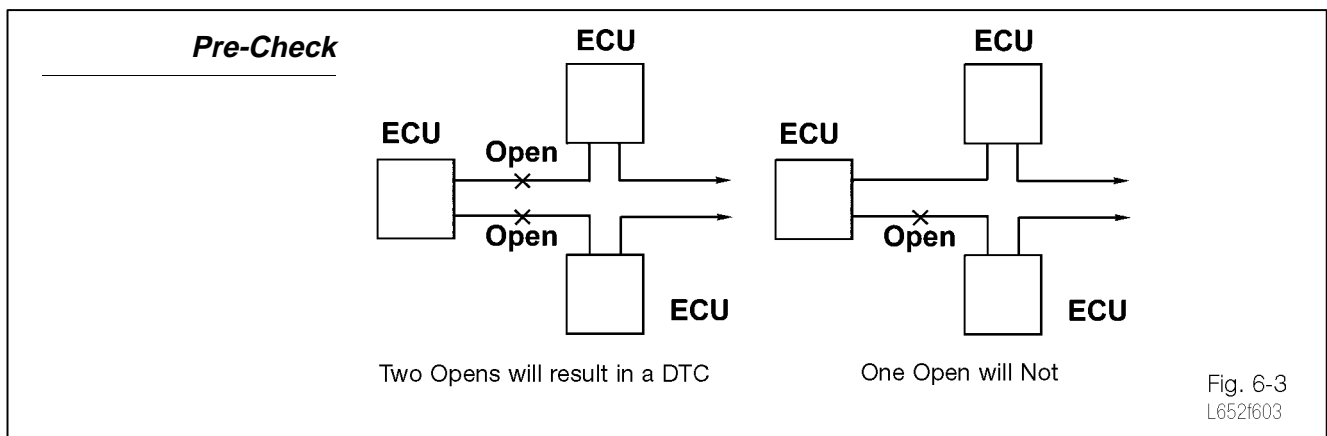 Pre-Check
ECU
ECU
Open
Open
ECU
Two Opens will result in a DTC
ECU
ECU
Open
ECU
One Open will Not
Fig. 6-3
L652f603